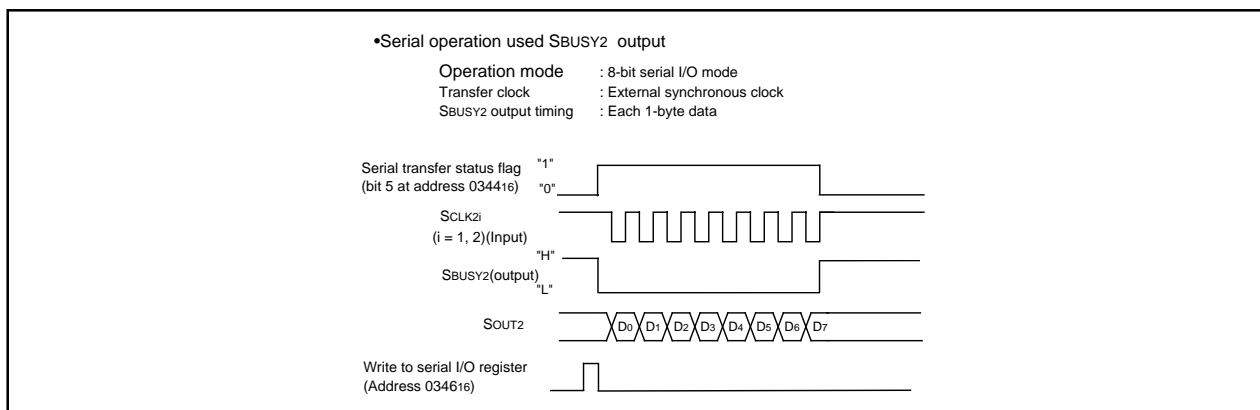 •Serial operation used SBUSY2 output
Operation mode : 8-bit serial I/O mode
Transfer clock : External synchronous clock
SBUSY2 output timing : Each 1-byte data
Serial transfer status flag "1"
(bit 5 at address 034416) "0"
SCLK2i
(i = 1, 2)(Input)
"H"
SBUSY2(output)
"L"
SOUT2 D0 D1 D2 D3 D4 D5 D6 D7
Write to serial I/O register
(Address 034616)